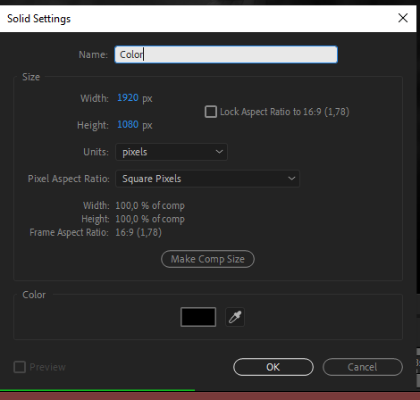 Solid Settings
Name: Color
Size
Width: 1920 px
Lock Aspect Ratio to 16:9 (1,78)
Height: 1080 px
Units: pixels
Pixel Aspect Ratio: Square Pixels
Width: 100,0 % of comp
Height: 100,0 % of comp
Frame Aspect Ratio: 16:9 (1,78)
Make Comp Size
Color
Preview
OK
Cancel